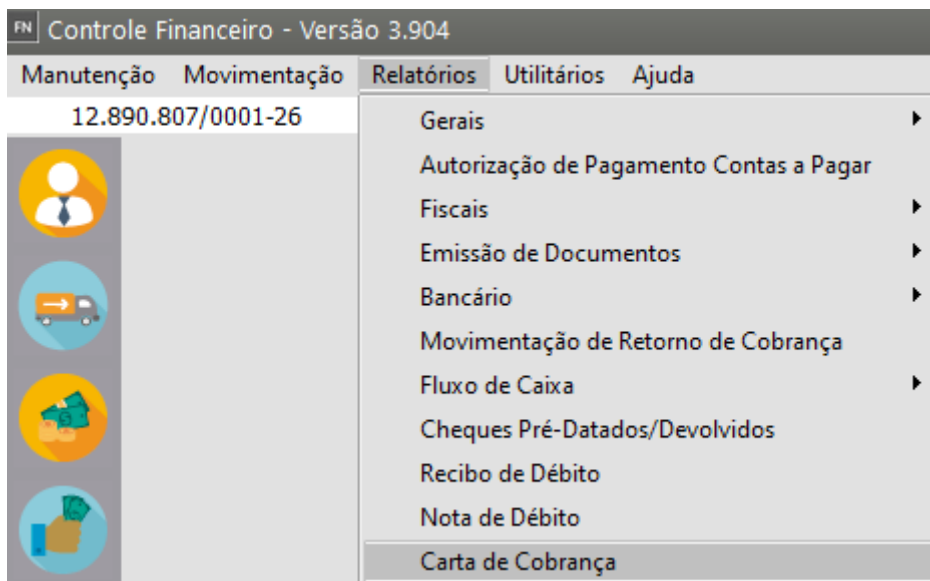 FN Controle Financeiro - Versão 3.904
Manutenção Movimentação Relatórios Utilitários Ajuda
12.890.807/0001-26
Gerais
Autorização de Pagamento Contas a Pagar
Fiscais
Emissão de Documentos
Bancário
Movimentação de Retorno de Cobrança
Fluxo de Caixa
Cheques Pré-Datados/Devolvidos
Recibo de Débito
Nota de Débito
Carta de Cobrança